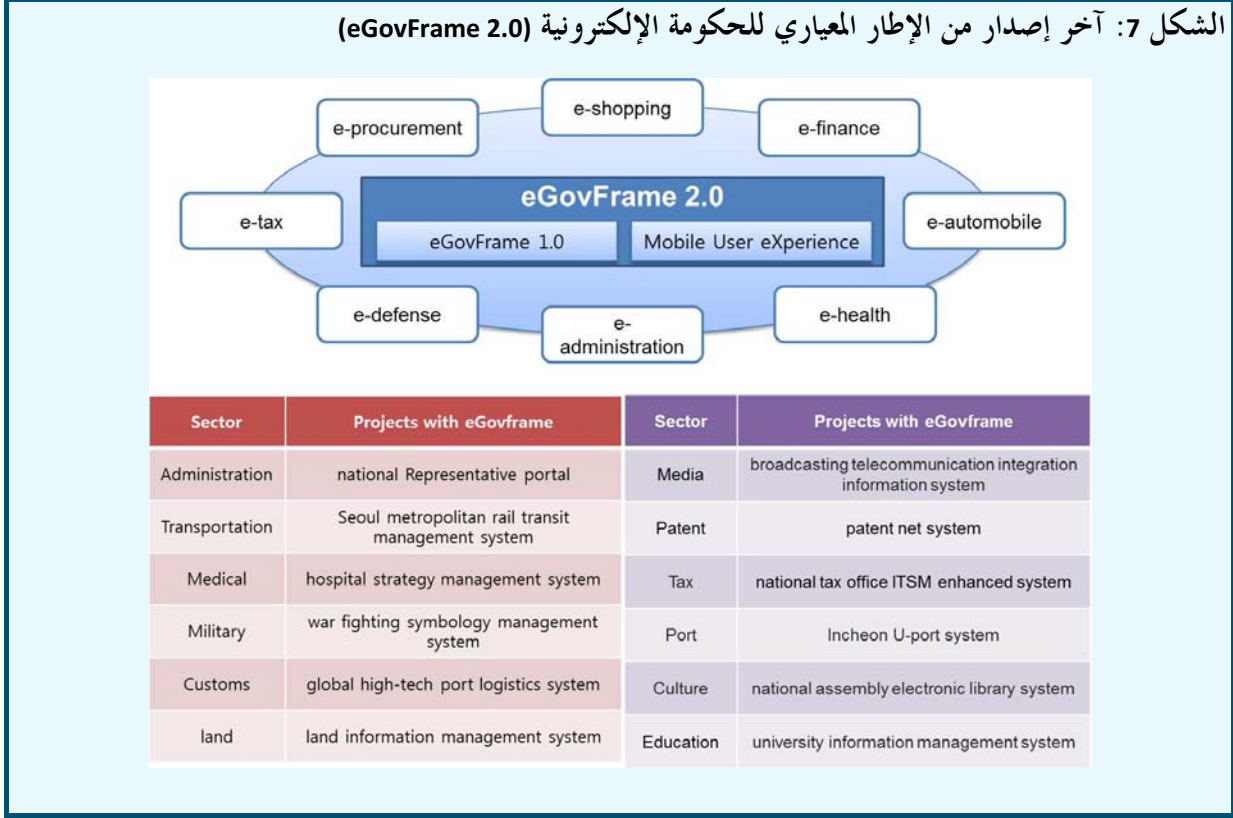 الشكل 7: آخر إصدار من الإطار المعياري للحكومة الإلكترونية (eGovFrame 2.0)
e-shopping
e-procurement
e-finance
eGovFrame 2.0
e-tax
e-automobile
eGovFrame 1.0
Mobile User eXperience
e-defense
e-
administration
e-health
Sector Projects with eGovframe
Administration national Representative portal
Transportation Seoul metropolitan rail transit
management system
Medical hospital strategy management system
Military war fighting symbology management
system
Customs global high-tech port logistics system
land land information management system
Sector Projects with eGovframe
Media broadcasting telecommunication integration
information system
Patent patent net system
Tax national tax office ITSM enhanced system
Port Incheon U-port system
Culture national assembly electronic library system
Education university information management system